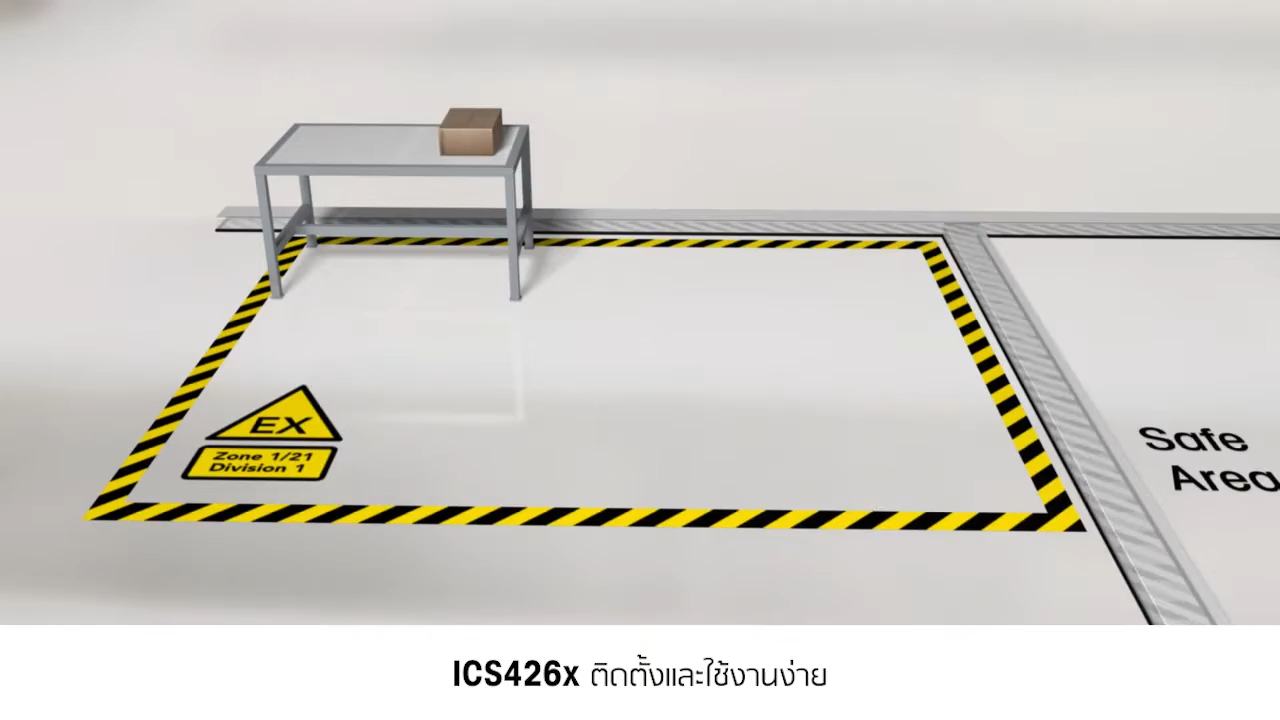 EX
Zone 1/21
Division 1
Safe
Area
ICS426x ติดตั้งและใช้งานง่าย